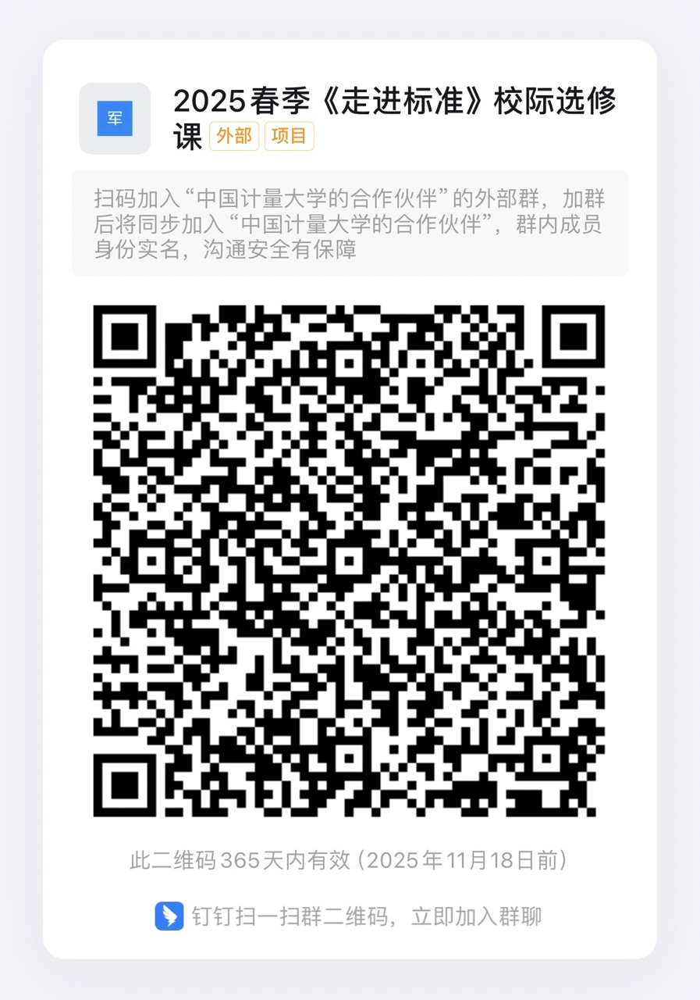 军
2025春季《走进标准》校际选修
课 外部 项目
扫码加入“中国计量大学的合作伙伴”的外部群，加群
后将同步加入“中国计量大学的合作伙伴”，群内成员
身份实名，沟通安全有保障
此二维码365天内有效（2025年11月18日前）
钉钉扫一扫群二维码，立即加入群聊